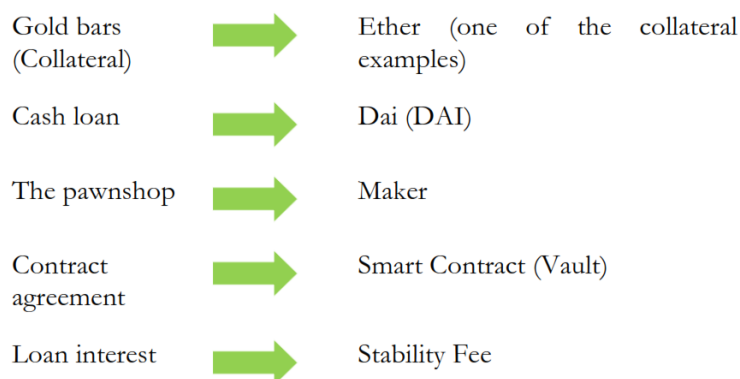 Gold bars
(Collateral)
Ether (one of the collateral
examples)
Cash loan
Dai (DAI)
The pawnshop
Maker
Contract
agreement
Smart Contract (Vault)
Loan interest
Stability Fee